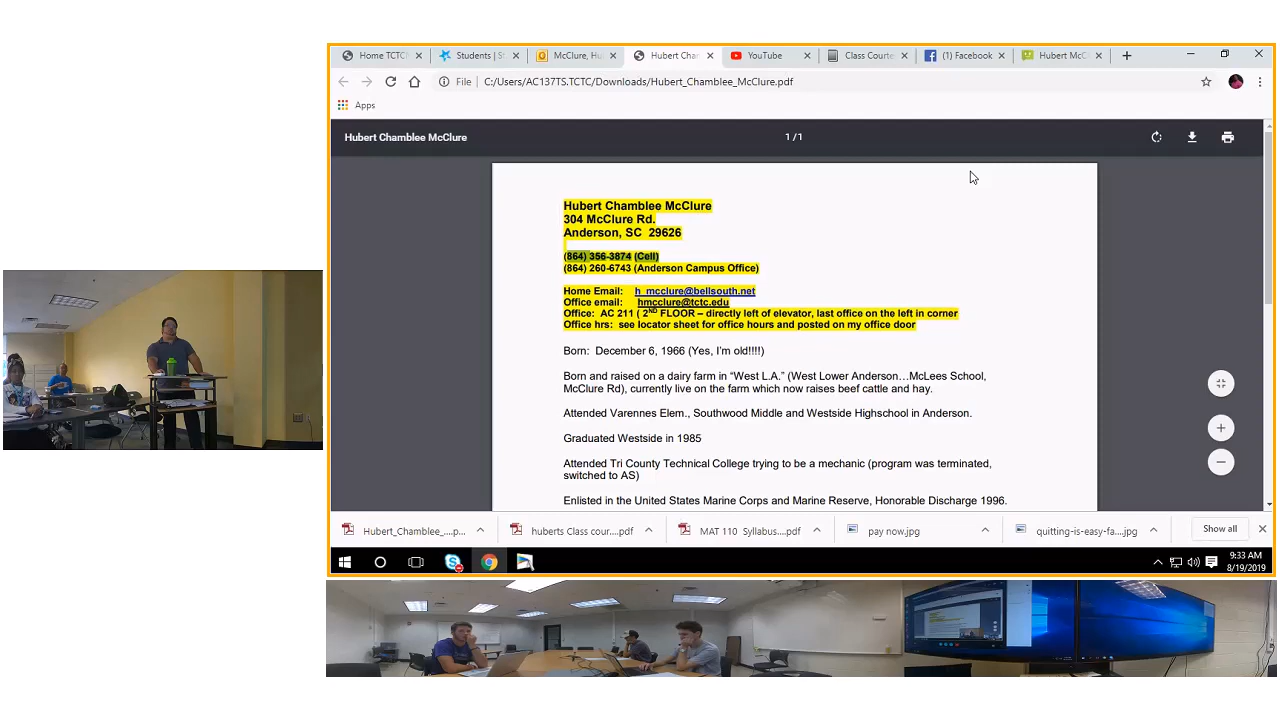 Home TCTC
Students | S
McClure, Hu
Hubert Cha
YouTube
Class Courte
(1) Facebook
Hubert McC
File C:/Users/AC137TS.TCTC/Downloads/Hubert_Chamblee_McClure.pdf
Apps
Hubert Chamblee McClure
1 / 1
Hubert Chamblee McClure
304 McClure Rd.
Anderson, SC 29626
(864) 356-3874 (Cell)
(864) 260-6743 (Anderson Campus Office)
Home Email: h_mcclure@bellsouth.net
Office email: hmcclure@tctc.edu
Office: AC 211 ( 2ND FLOOR – directly left of elevator, last office on the left in corner
Office hrs: see locator sheet for office hours and posted on my office door
Born: December 6, 1966 (Yes, I'm old!!!!)
Born and raised on a dairy farm in “West L.A.” (West Lower Anderson…McLees School,
McClure Rd), currently live on the farm which now raises beef cattle and hay.
Attended Varennes Elem., Southwood Middle and Westside Highschool in Anderson.
Graduated Westside in 1985
Attended Tri County Technical College trying to be a mechanic (program was terminated,
switched to AS)
Enlisted in the United States Marine Corps and Marine Reserve, Honorable Discharge 1996.
Hubert_Chamblee_....p...
huberts Class cour....pdf
MAT 110 Syllabus....pdf
pay now.jpg
quitting-is-easy-fa....jpg
Show all
9:33 AM
8/19/2019